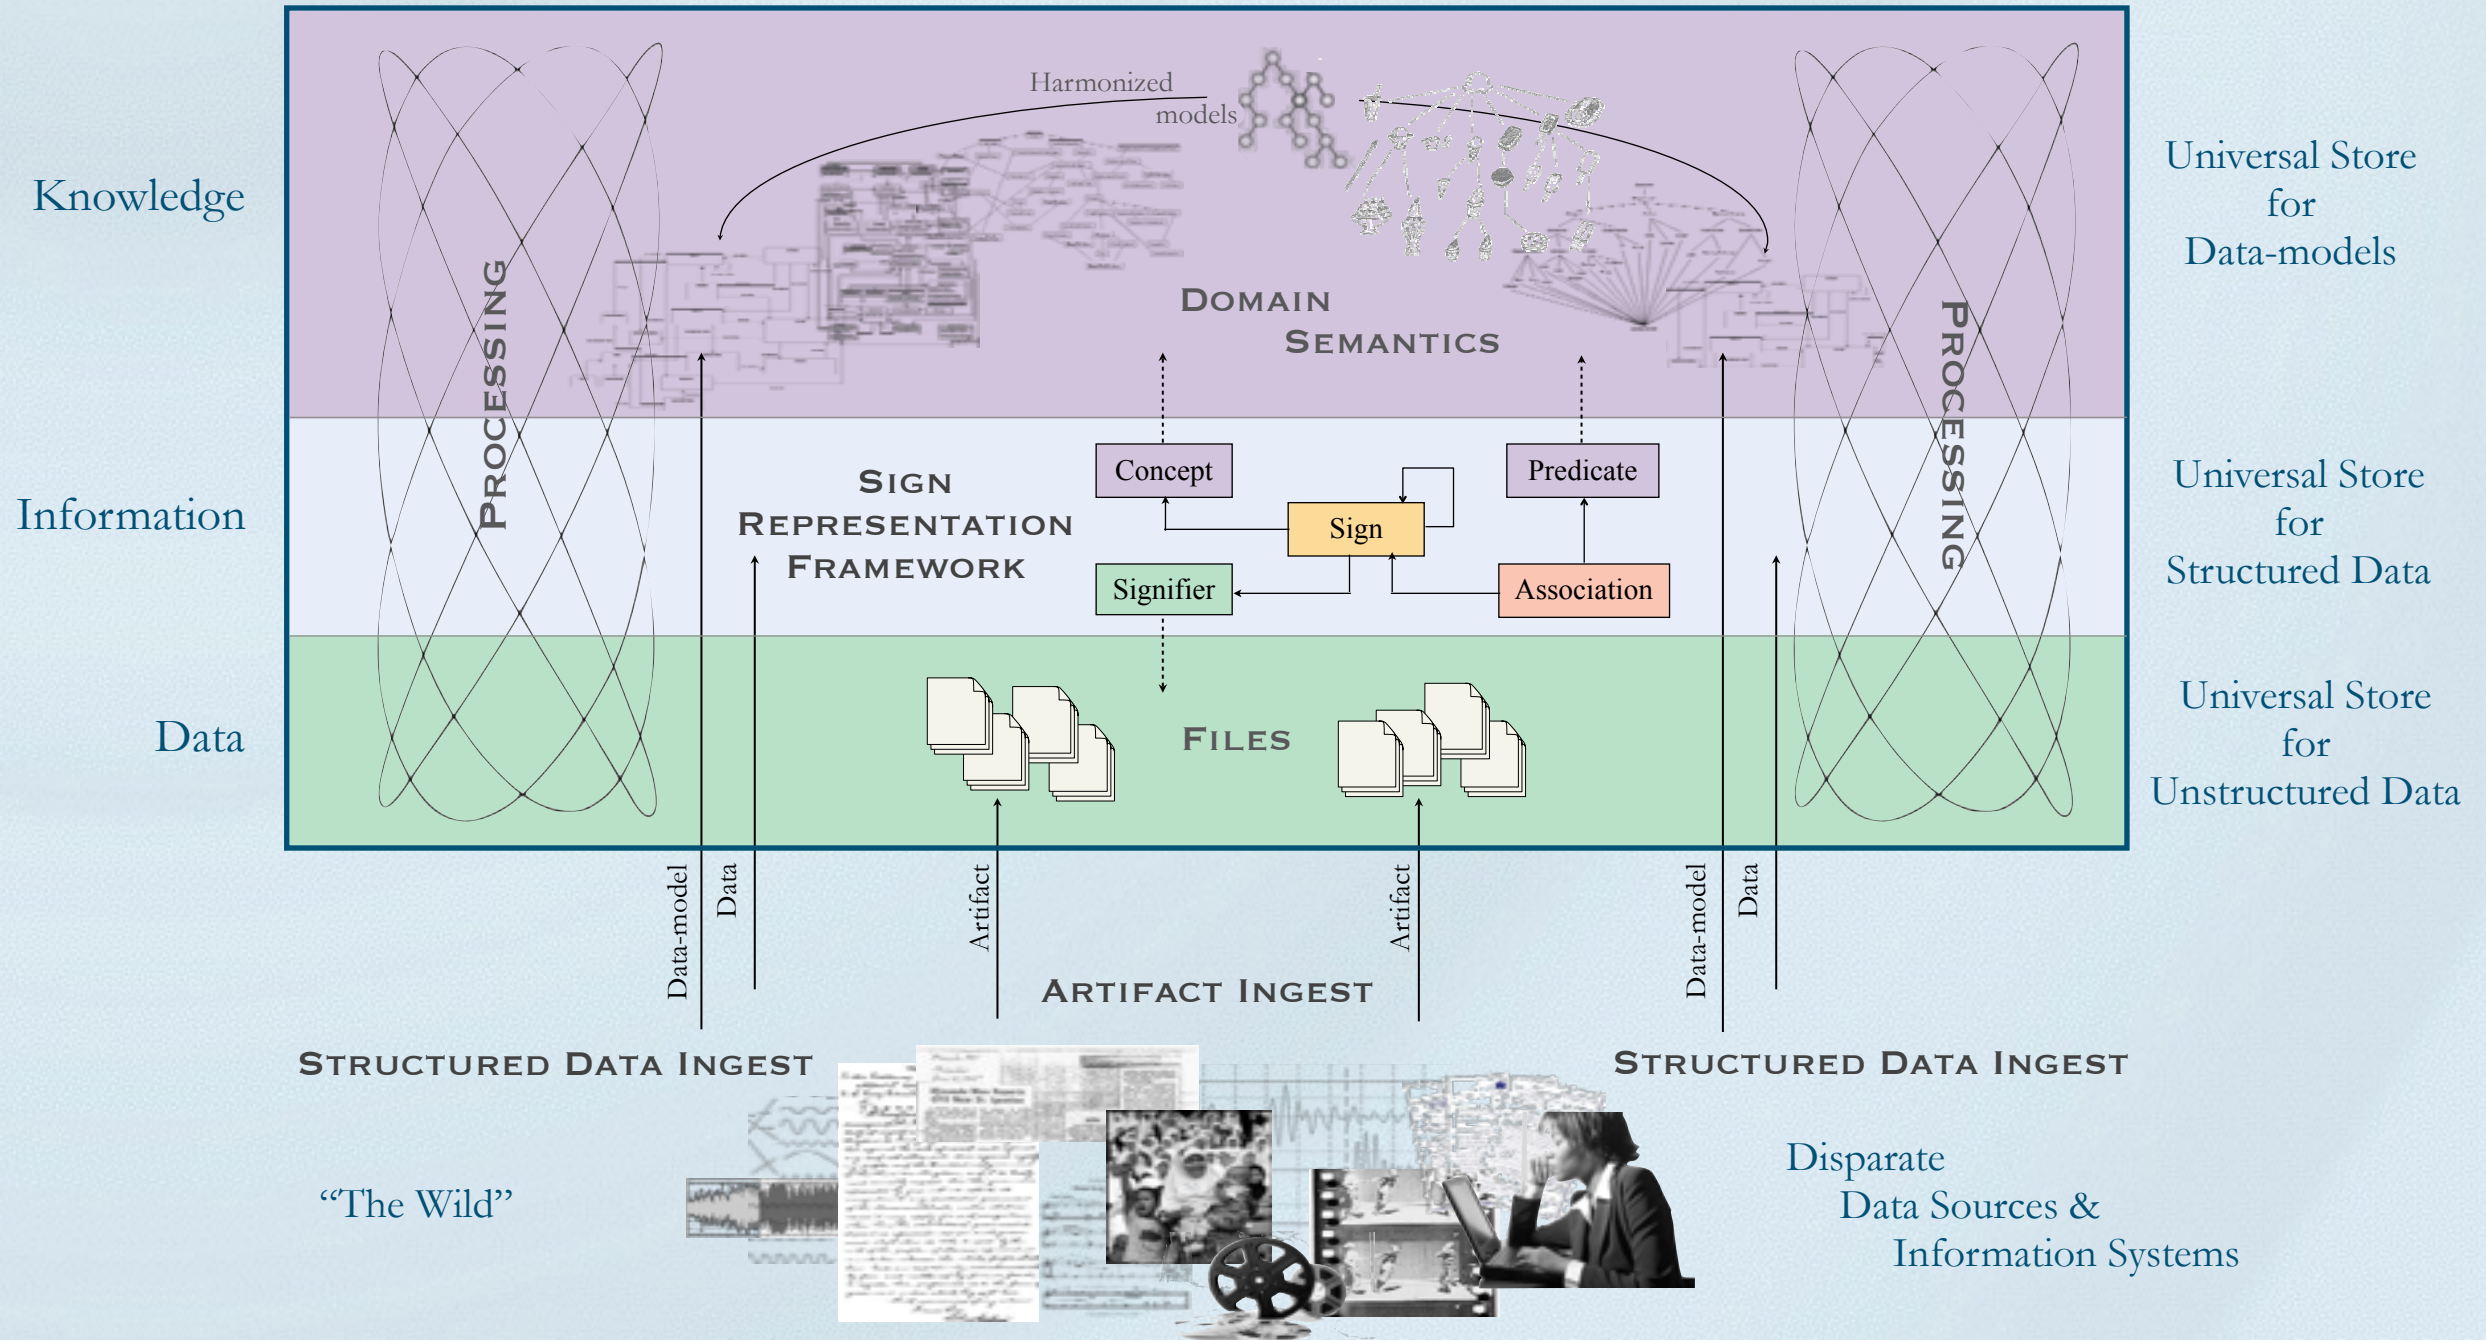 Harmonized
models
Knowledge
Universal Store
for
Data-models
PROCESSING
PROCESSING
DOMAIN
SEMANTICS
Information
SIGN
REPRESENTATION
FRAMEWORK
Concept
Predicate
Sign
Signifier
Association
Universal Store
for
Structured Data
Data
FILES
Universal Store
for
Unstructured Data
Data-model
Data
Artifact
Artifact
Data-model
Data
ARTIFACT INGEST
STRUCTURED DATA INGEST
STRUCTURED DATA INGEST
“The Wild”
Disparate
Data Sources &
Information Systems